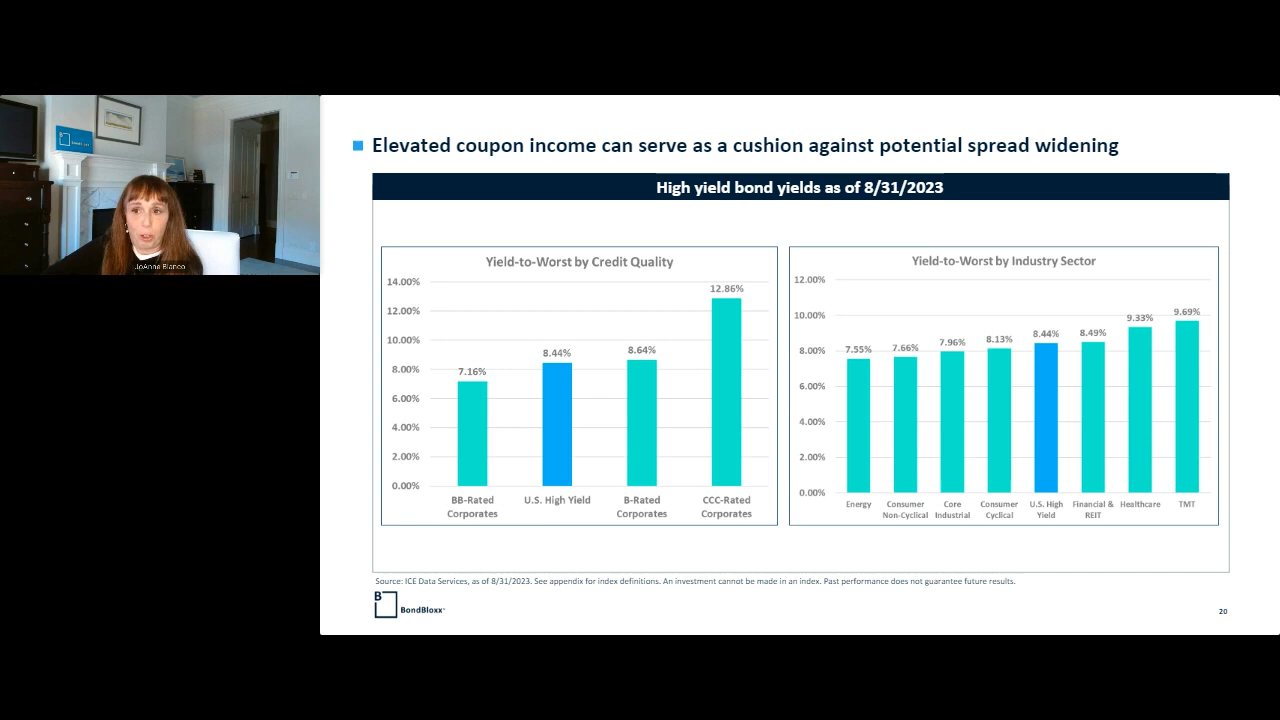 JoAnne Bianco
Elevated coupon income can serve as a cushion against potential spread widening
High yield bond yields as of 8/31/2023
Yield-to-Worst by Credit Quality
14.00%
12.00%
10.00%
8.00%
6.00%
4.00%
2.00%
0.00%
7.16%
8.44%
8.64%
12.86%
BB-Rated
Corporates
U.S. High Yield
B-Rated
Corporates
CCC-Rated
Corporates
Yield-to-Worst by Industry Sector
12.00%
10.00%
8.00%
6.00%
4.00%
2.00%
0.00%
7.55%
7.66%
7.96%
8.13%
8.44%
8.49%
9.33%
9.69%
Energy
Consumer
Non-Cyclical
Core
Industrial
Consumer
Cyclical
U.S. High
Yield
Financial &
REIT
Healthcare
TMT
Source: ICE Data Services, as of 8/31/2023. See appendix for index definitions. An investment cannot be made in an index. Past performance does not guarantee future results.
B
BondBloxx
20